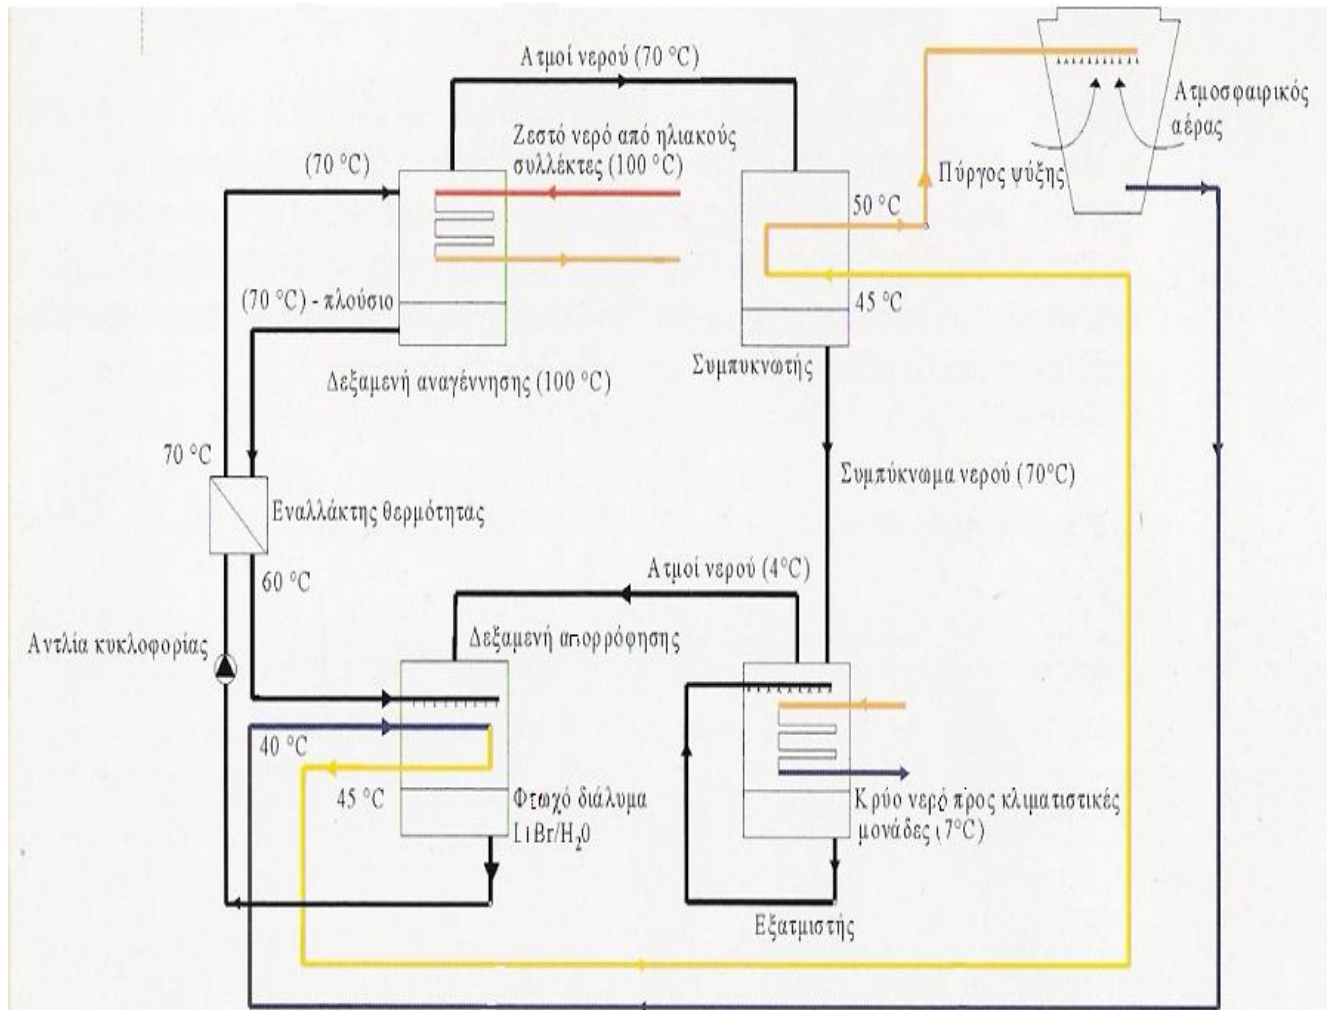 Ατμοί νερού (70 °C)
Ζεστό νερό από ηλιακούς
συλλέκτες (100 °C)
(70 °C)
Ατμοσφαιρικός
αέρας
Πύργος ψύξης
50 °C
45 °C
(70 °C) - πλούσιο
Συμπυκνωτής
Δεξαμενή αναγέννησης (100 °C)
70 °C
Συμπύκνωμα νερού (70°C)
Εναλλάκτης θερμότητας
60 °C
Ατμοί νερού (4°C)
Δεξαμενή απορρόφησης
Αντλία κυκλοφορίας
40 °C
45 °C
Φτωχό διάλυμα
LiBr/H₂0
Κρύο νερό προς κλιματιστικές
μονάδες (7°C)
Εξατμιστής